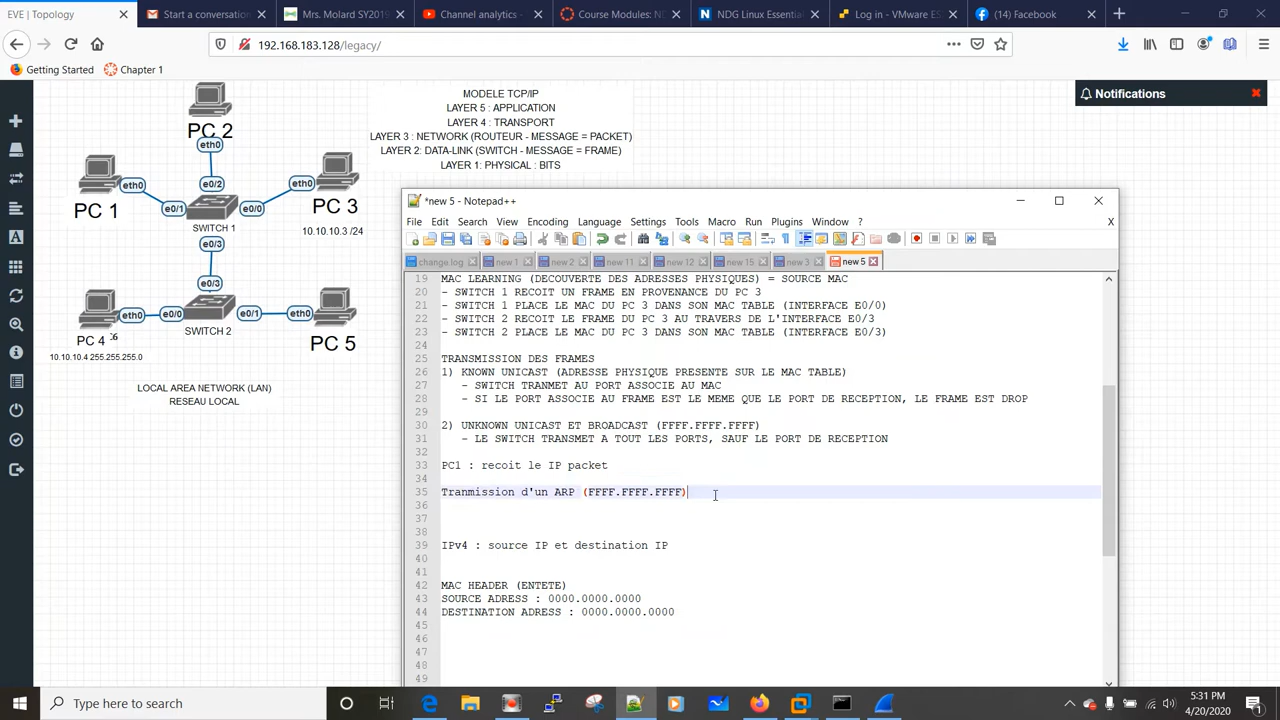 EVE | Topology
Start a conversation
Mrs. Molard SY2019
Channel analytics -
Course Modules: N
NDG Linux Essentia
Log in - VMware ES
(14) Facebook
192.168.183.128/legacy/
Getting Started
Chapter 1
Notifications
MODELE TCP/IP
LAYER 5 : APPLICATION
LAYER 4 : TRANSPORT
LAYER 3 : NETWORK (ROUTEUR - MESSAGE = PACKET)
LAYER 2: DATA-LINK (SWITCH - MESSAGE = FRAME)
LAYER 1: PHYSICAL : BITS
PC 2
eth0
e0/2
PC 1
eth0
e0/1
SWITCH 1
e0/0
eth0
PC 3
10.10.10.3 /24
e0/3
e0/3
PC 4
eth0
e0/0
SWITCH 2
e0/1
eth0
PC 5
10.10.10.4 255.255.255.0
LOCAL AREA NETWORK (LAN)
RESEAU LOCAL
*new 5 - Notepad++
File Edit Search View Encoding Language Settings Tools Macro Run Plugins Window ?
X
change.log
new 1
new 2
new 11
new 12
new 15
new 3
new 5
19 MAC LEARNING (DECOUVERTE DES ADRESSES PHYSIQUES) = SOURCE MAC
20 - SWITCH 1 RECOIT UN FRAME EN PROVENANCE DU PC 3
21 - SWITCH 1 PLACE LE MAC DU PC 3 DANS SON MAC TABLE (INTERFACE E0/0)
22 - SWITCH 2 RECOIT LE FRAME DU PC 3 AU TRAVERS DE L'INTERFACE E0/3
23 - SWITCH 2 PLACE LE MAC DU PC 3 DANS SON MAC TABLE (INTERFACE E0/3)
24
25 TRANSMISSION DES FRAMES
26 1) KNOWN UNICAST (ADRESSE PHYSIQUE PRESENTE SUR LE MAC TABLE)
27 - SWITCH TRANMET AU PORT ASSOCIE AU MAC
28 - SI LE PORT ASSOCIE AU FRAME EST LE MEME QUE LE PORT DE RECEPTION, LE FRAME EST DROP
29
30 2) UNKNOWN UNICAST ET BROADCAST (FFFF.FFFF.FFFF)
31 - LE SWITCH TRANSMET A TOUT LES PORTS, SAUF LE PORT DE RECEPTION
32
33 PC1 : recoit le IP packet
34
35 Tranmission d'un ARP (FFFF.FFFF.FFFF)
36
37
38
39 IPv4 : source IP et destination IP
40
41
42 MAC HEADER (ENTETE)
43 SOURCE ADRESS : 0000.0000.0000
44 DESTINATION ADRESS : 0000.0000.0000
45
46
47
48
49
Type here to search
5:31 PM
4/20/2020